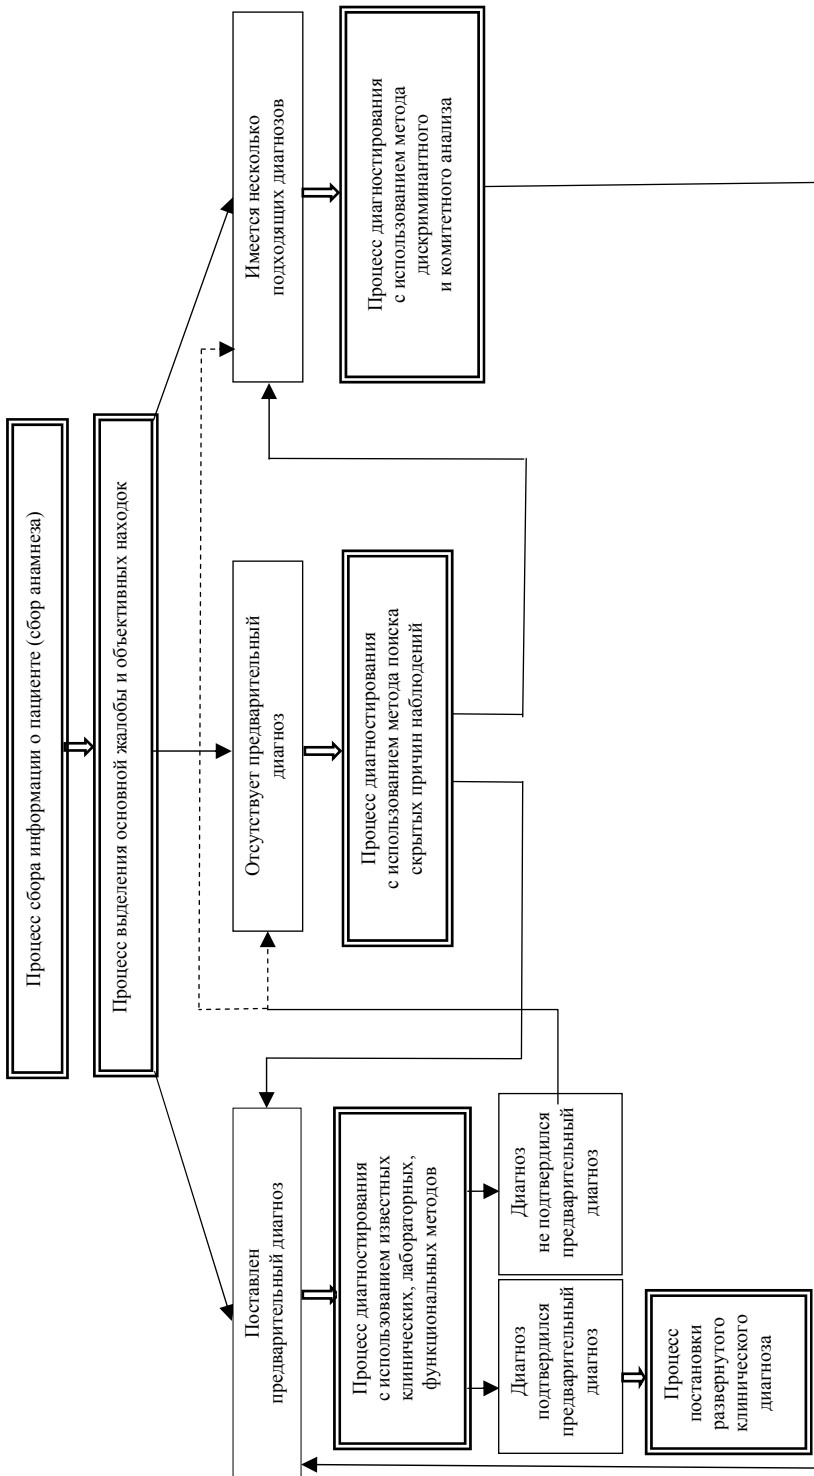 Процесс сбора информации о пациенте (сбор анамнеза)
Процесс выделения основной жалобы и объективных находок
Поставлен
предварительный диагноз
Отсутствует предварительный
диагноз
Имеется несколько
подходящих диагнозов
Процесс диагностирования
с использованием известных
клинических, лабораторных,
функциональных методов
Процесс диагностирования
с использованием метода поиска
скрытых причин наблюдений
Процесс диагностирования
с использованием метода
дискриминантного
и комитетного анализа
Диагноз
подтвердился
предварительный
диагноз
Диагноз
не подтвердился
предварительный
диагноз
Процесс
постановки
развернутого
клинического
диагноза